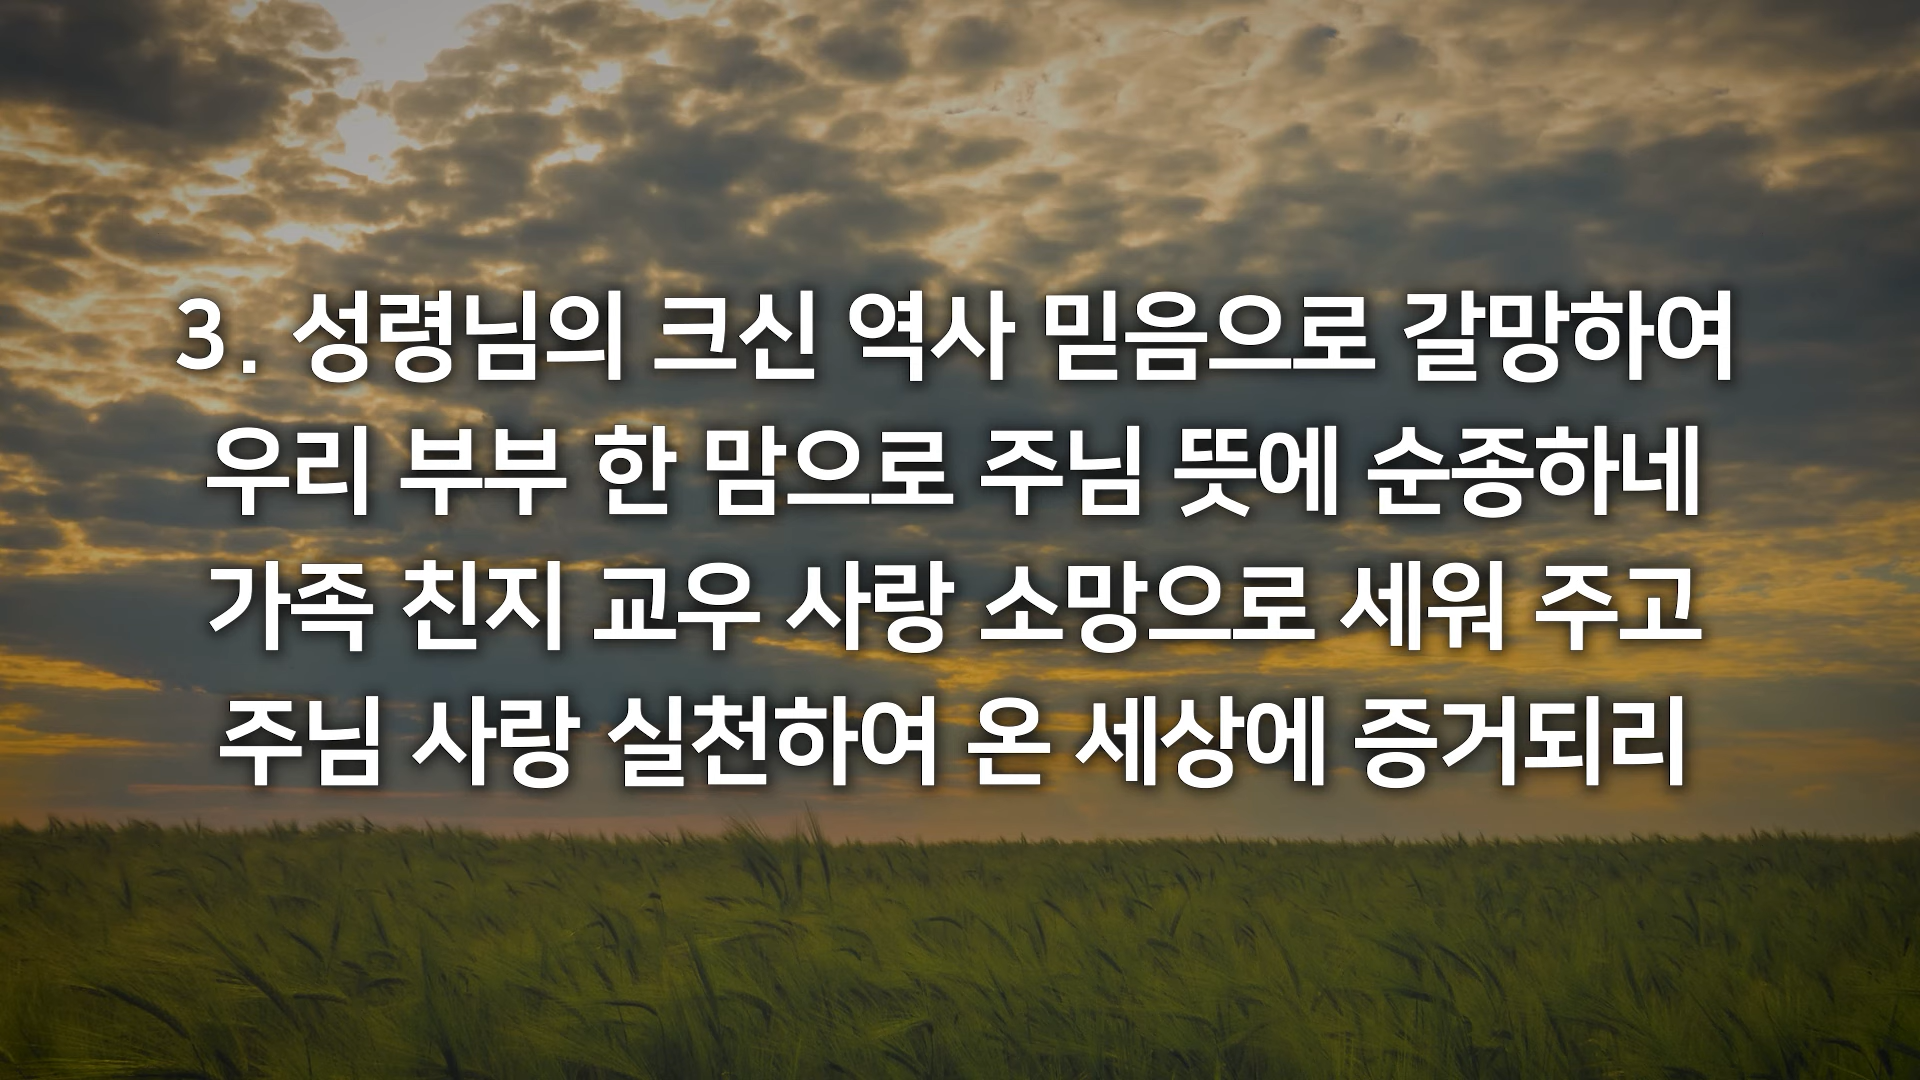 3. 성령님의 크신 역사 믿음으로 갈망하여
우리 부부 한 맘으로 주님 뜻에 순종하네
가족 친지 교우 사랑 소망으로 세워 주고
주님 사랑 실천하여 온 세상에 증거되리